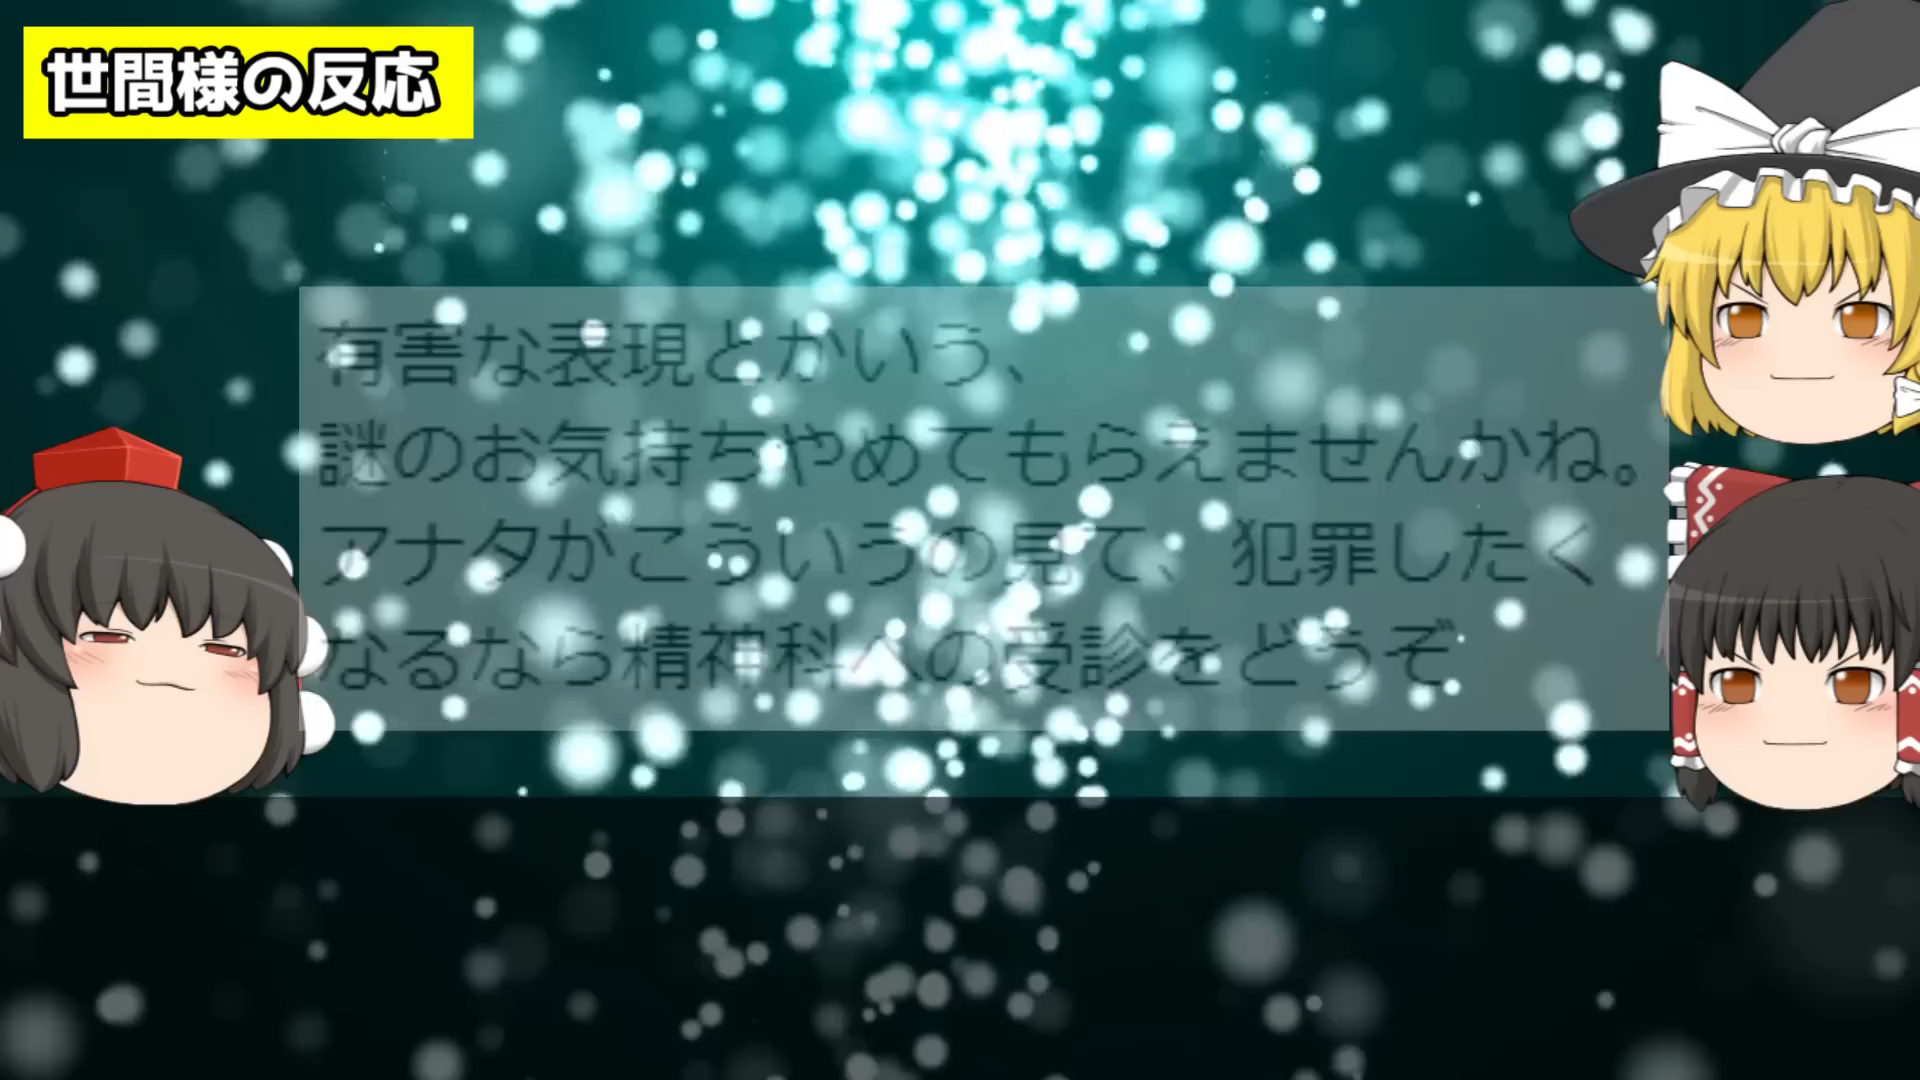 世間様の反応
有害な表現とかいう、
謎のお気持ちやめてもらえませんかね。
アナタがこういうの見て、犯罪したく
なるなら精神科への受診をどうぞ